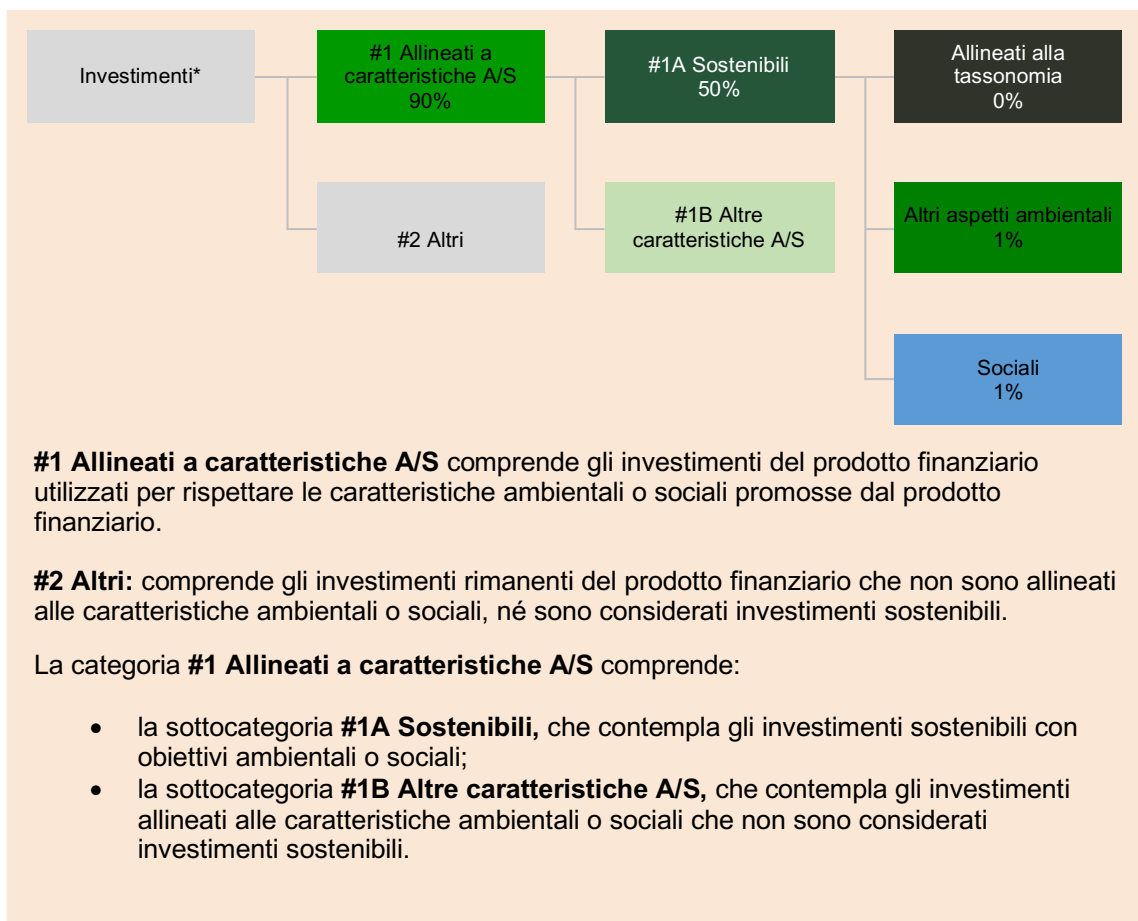 Investimenti*
#1 Allineati a
caratteristiche A/S
90%
#1A Sostenibili
50%
Allineati alla
tassonomia
0%
#2 Altri
#1B Altre
caratteristiche A/S
Altri aspetti ambientali
1%
Sociali
1%
#1 Allineati a caratteristiche A/S comprende gli investimenti del prodotto finanziario
utilizzati per rispettare le caratteristiche ambientali o sociali promosse dal prodotto
finanziario.
#2 Altri: comprende gli investimenti rimanenti del prodotto finanziario che non sono allineati
alle caratteristiche ambientali o sociali, né sono considerati investimenti sostenibili.
La categoria #1 Allineati a caratteristiche A/S comprende:
• la sottocategoria #1A Sostenibili, che contempla gli investimenti sostenibili con
obiettivi ambientali o sociali;
• la sottocategoria #1B Altre caratteristiche A/S, che contempla gli investimenti
allineati alle caratteristiche ambientali o sociali che non sono considerati
investimenti sostenibili.